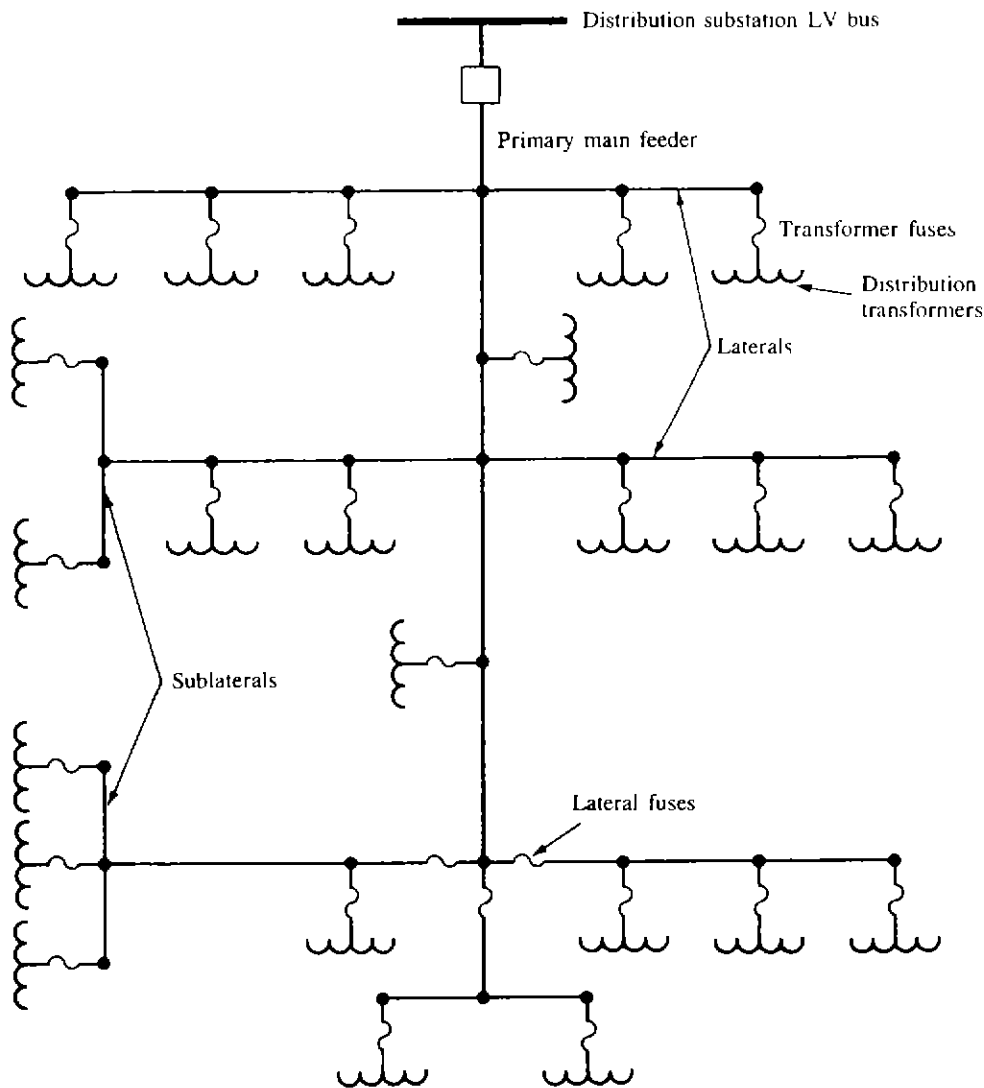 Distribution substation LV bus
Primary main feeder
Transformer fuses
Distribution
transformers
Laterals
Sublaterals
Lateral fuses